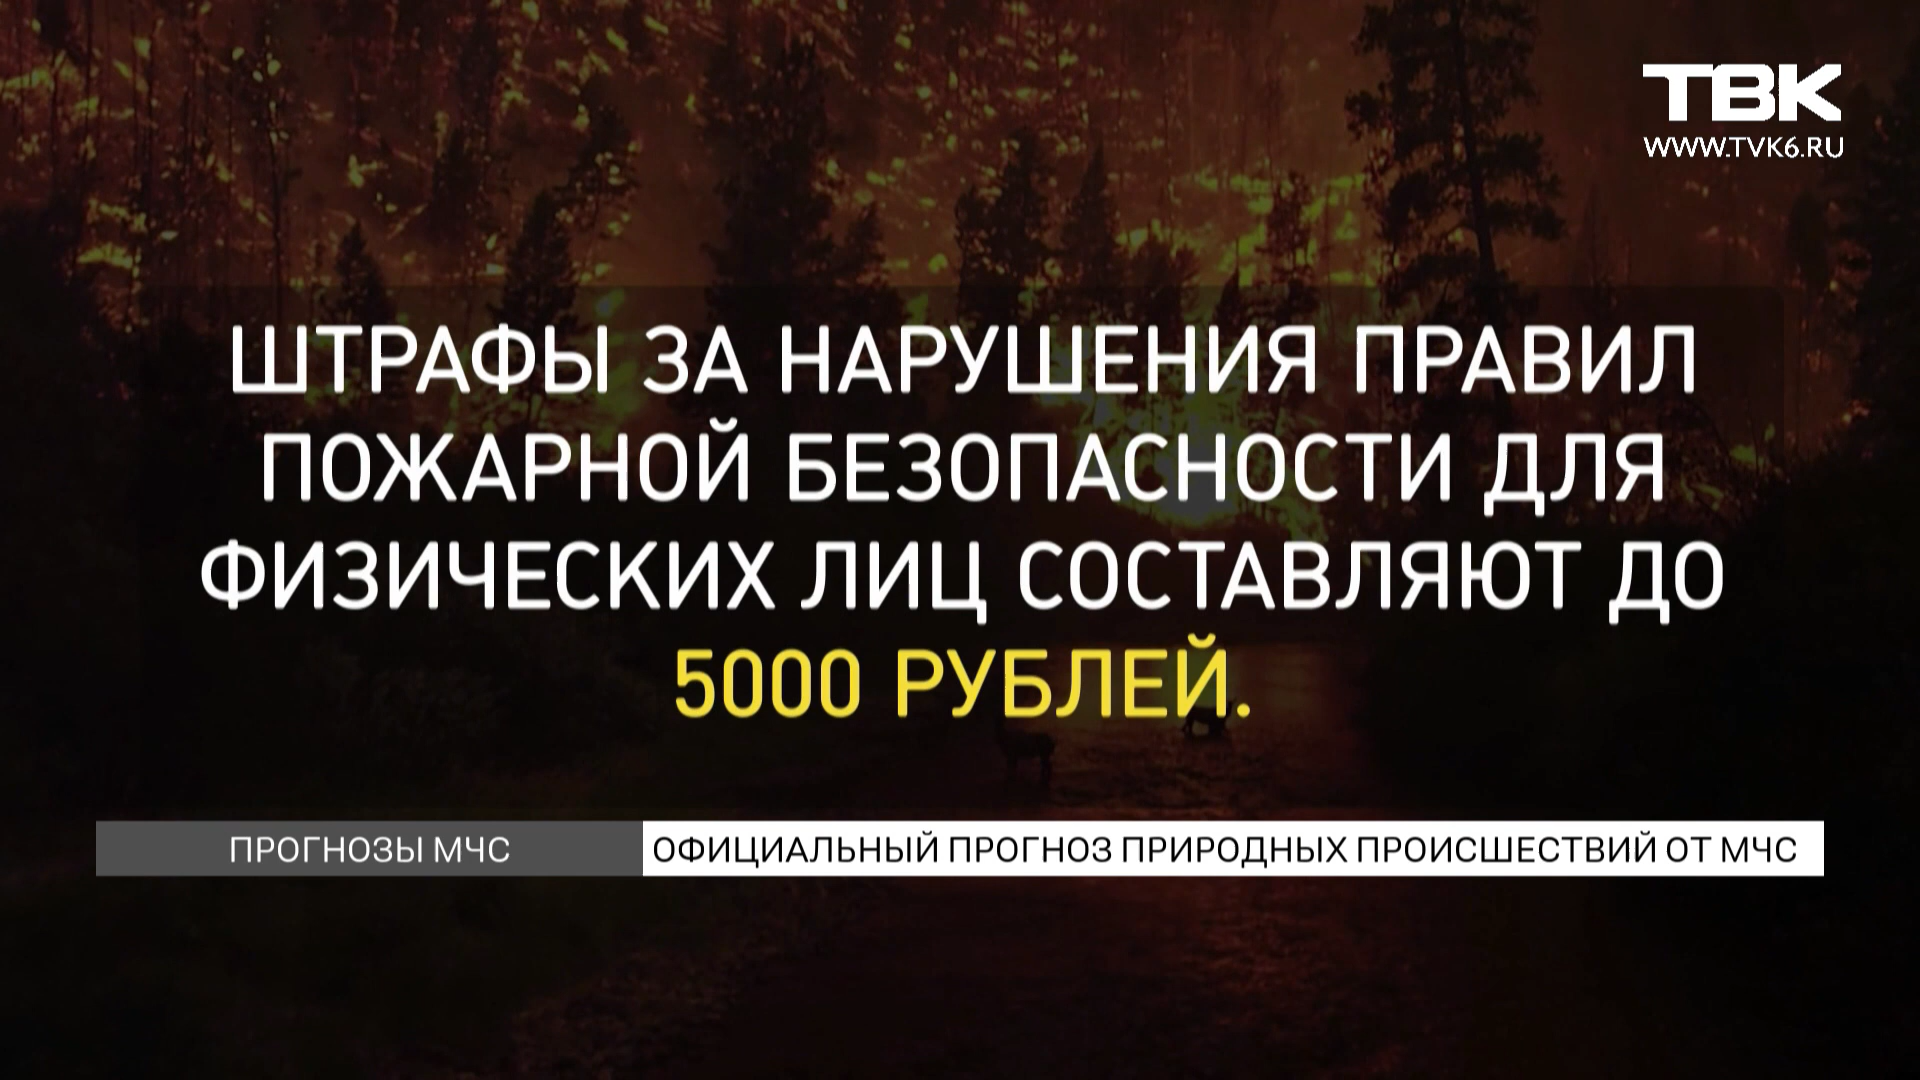 ТВК
WWW.TVK6.RU
ШТРАФЫ ЗА НАРУШЕНИЯ ПРАВИЛ
ПОЖАРНОЙ БЕЗОПАСНОСТИ ДЛЯ
ФИЗИЧЕСКИХ ЛИЦ СОСТАВЛЯЮТ ДО
5000 РУБЛЕЙ.
ПРОГНОЗЫ МЧС
ОФИЦИАЛЬНЫЙ ПРОГНОЗ ПРИРОДНЫХ ПРОИСШЕСТВИЙ ОТ МЧС